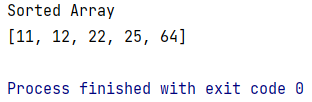 Sorted Array
[11, 12, 22, 25, 64]
Process finished with exit code 0